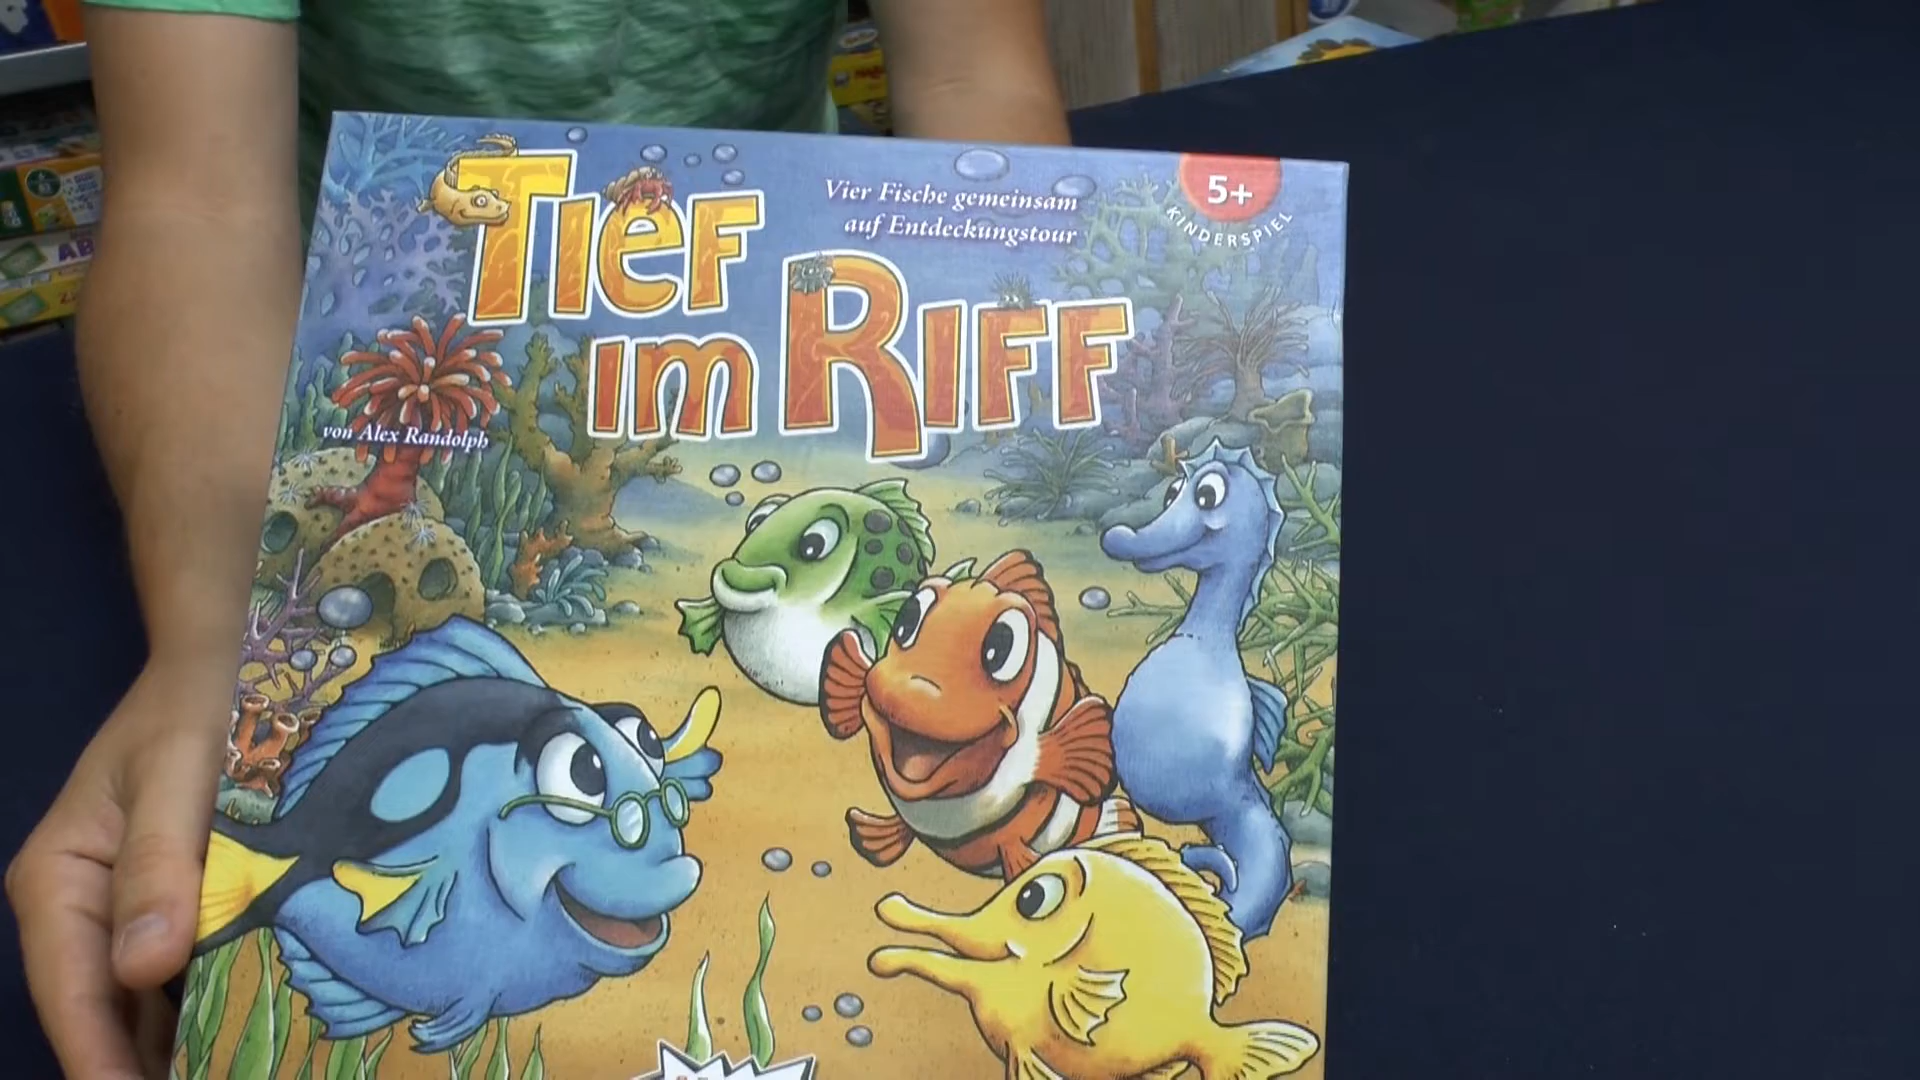 Tief
im Riff
Vier Fische gemeinsam
auf Entdeckungstour
5+
KINDERSPIEL
von Alex Randolph